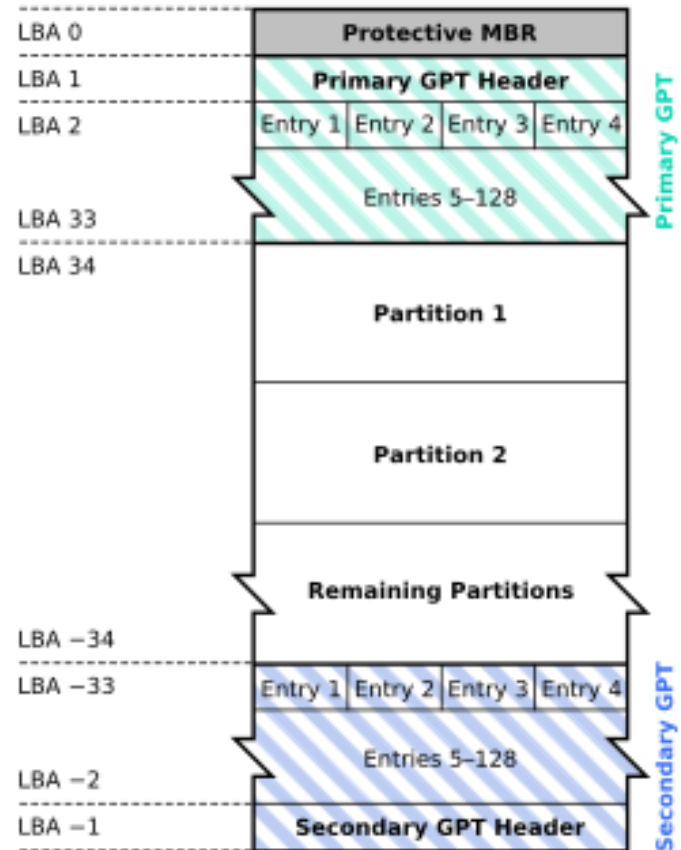 LBA 0
Protective MBR
LBA 1
Primary GPT Header
LBA 2
Entry 1 Entry 2 Entry 3 Entry 4
Entries 5–128
LBA 33
Primary GPT
LBA 34
Partition 1
Partition 2
Remaining Partitions
LBA −34
LBA −33
Entry 1 Entry 2 Entry 3 Entry 4
Entries 5–128
LBA −2
LBA −1
Secondary GPT Header
Secondary GPT